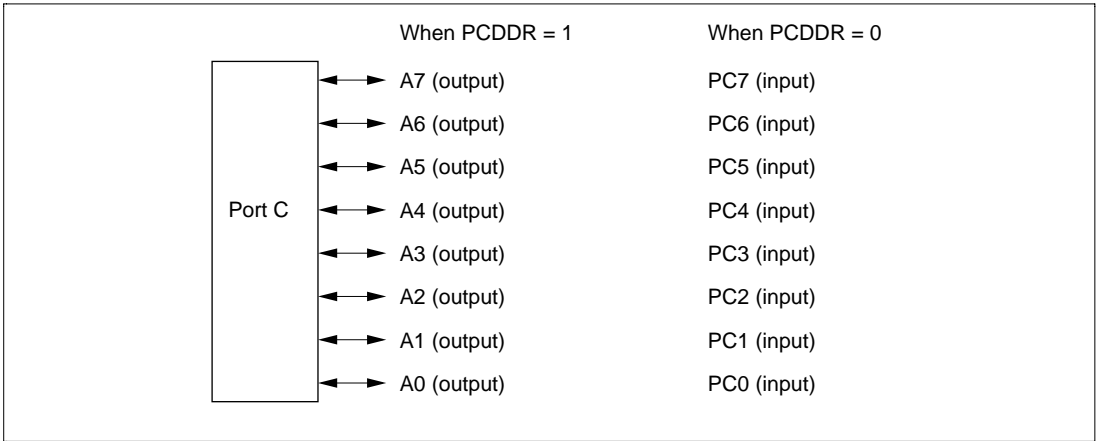 When PCDDR = 1 When PCDDR = 0
A7 (output) PC7 (input)
A6 (output) PC6 (input)
A5 (output) PC5 (input)
Port C A4 (output) PC4 (input)
A3 (output) PC3 (input)
A2 (output) PC2 (input)
A1 (output) PC1 (input)
A0 (output) PC0 (input)